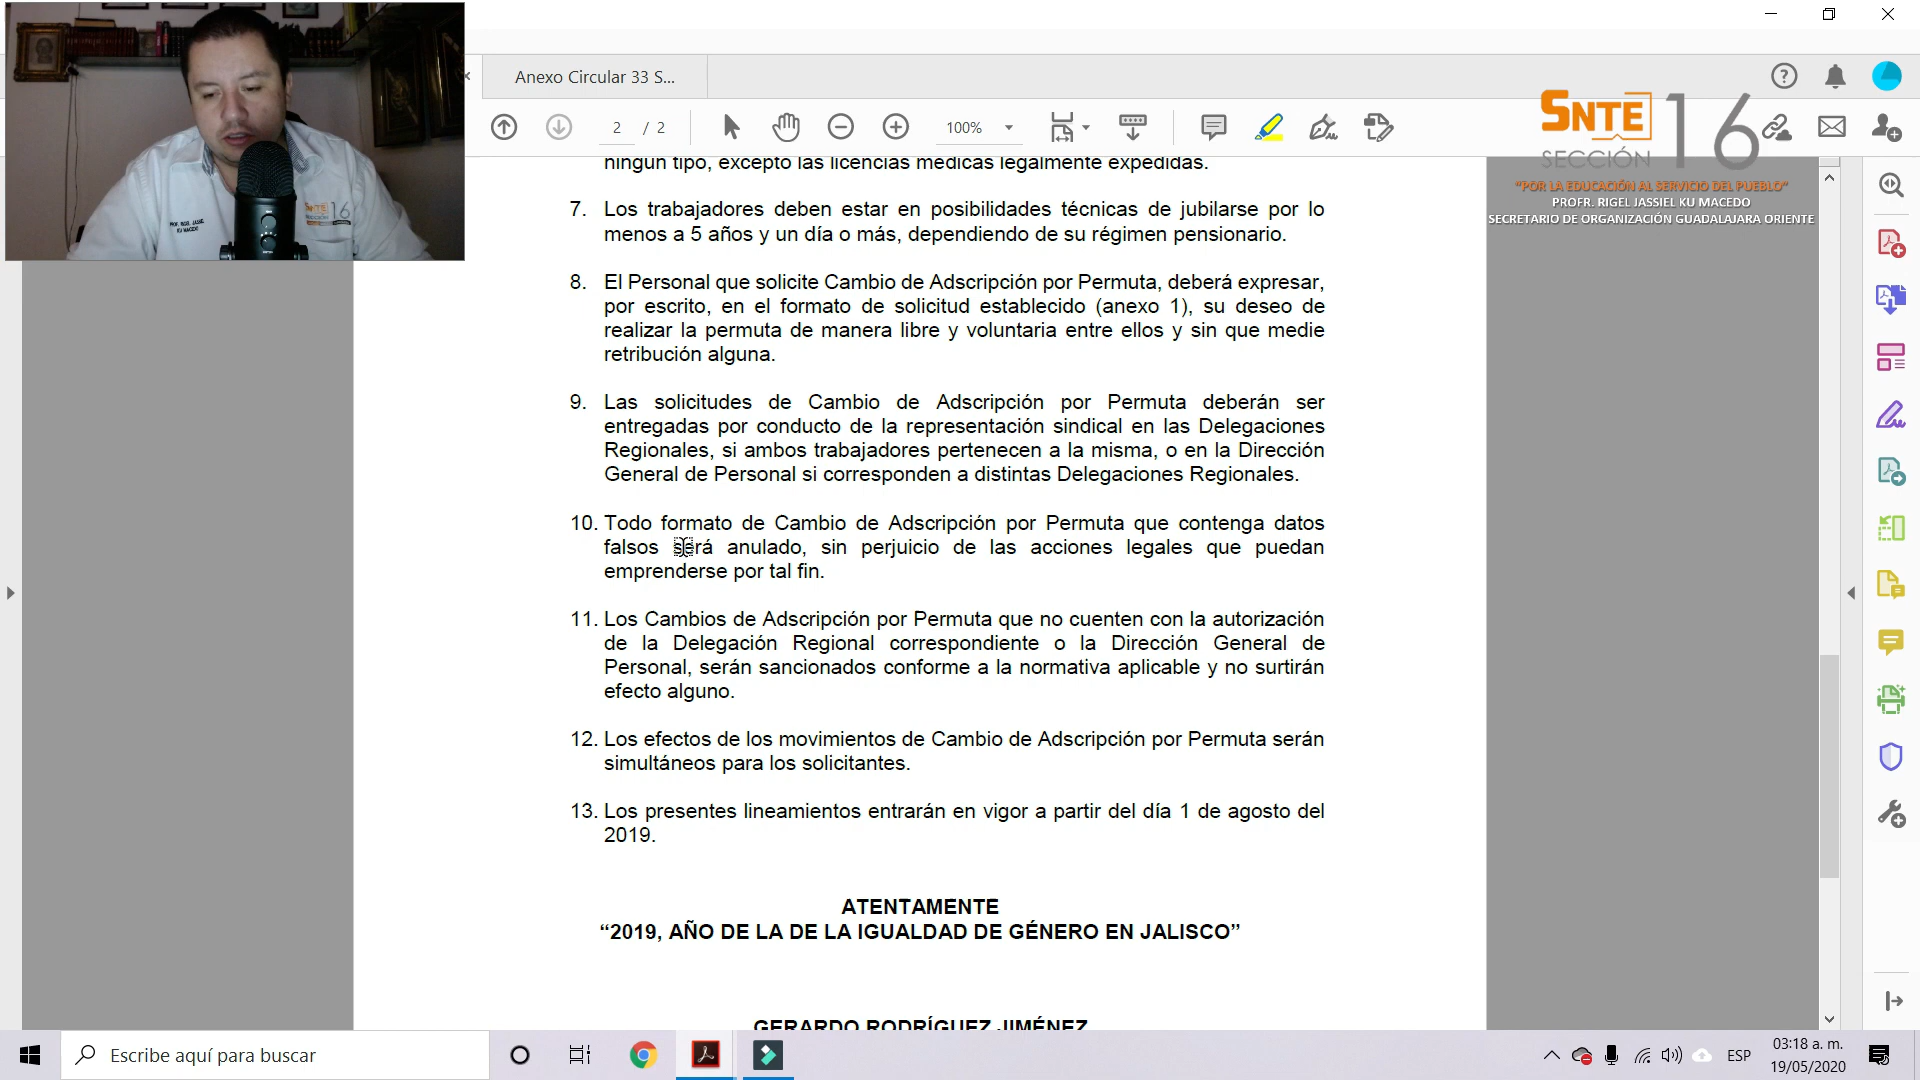 Anexo Circular 33 S...
2 / 2
100%
SNTE 16
SECCIÓN
"POR LA EDUCACIÓN AL SERVICIO DEL PUEBLO"
PROFR. RIGEL JASSIEL KU MACEDO
SECRETARIO DE ORGANIZACIÓN GUADALAJARA ORIENTE
PROF. RIGEL JASSIEL
KU MACEDO
SNTE 16
ningún tipo, excepto las licencias médicas legalmente expedidas.
7. Los trabajadores deben estar en posibilidades técnicas de jubilarse por lo
menos a 5 años y un día o más, dependiendo de su régimen pensionario.
8. El Personal que solicite Cambio de Adscripción por Permuta, deberá expresar,
por escrito, en el formato de solicitud establecido (anexo 1), su deseo de
realizar la permuta de manera libre y voluntaria entre ellos y sin que medie
retribución alguna.
9. Las solicitudes de Cambio de Adscripción por Permuta deberán ser
entregadas por conducto de la representación sindical en las Delegaciones
Regionales, si ambos trabajadores pertenecen a la misma, o en la Dirección
General de Personal si corresponden a distintas Delegaciones Regionales.
10. Todo formato de Cambio de Adscripción por Permuta que contenga datos
falsos será anulado, sin perjuicio de las acciones legales que puedan
emprenderse por tal fin.
11. Los Cambios de Adscripción por Permuta que no cuenten con la autorización
de la Delegación Regional correspondiente o la Dirección General de
Personal, serán sancionados conforme a la normativa aplicable y no surtirán
efecto alguno.
12. Los efectos de los movimientos de Cambio de Adscripción por Permuta serán
simultáneos para los solicitantes.
13. Los presentes lineamientos entrarán en vigor a partir del día 1 de agosto del
2019.
ATENTAMENTE
“2019, AÑO DE LA DE LA IGUALDAD DE GÉNERO EN JALISCO”
GERARDO RODRÍGUEZ JIMÉNEZ
Escribe aquí para buscar
ESP
03:18 a. m.
19/05/2020